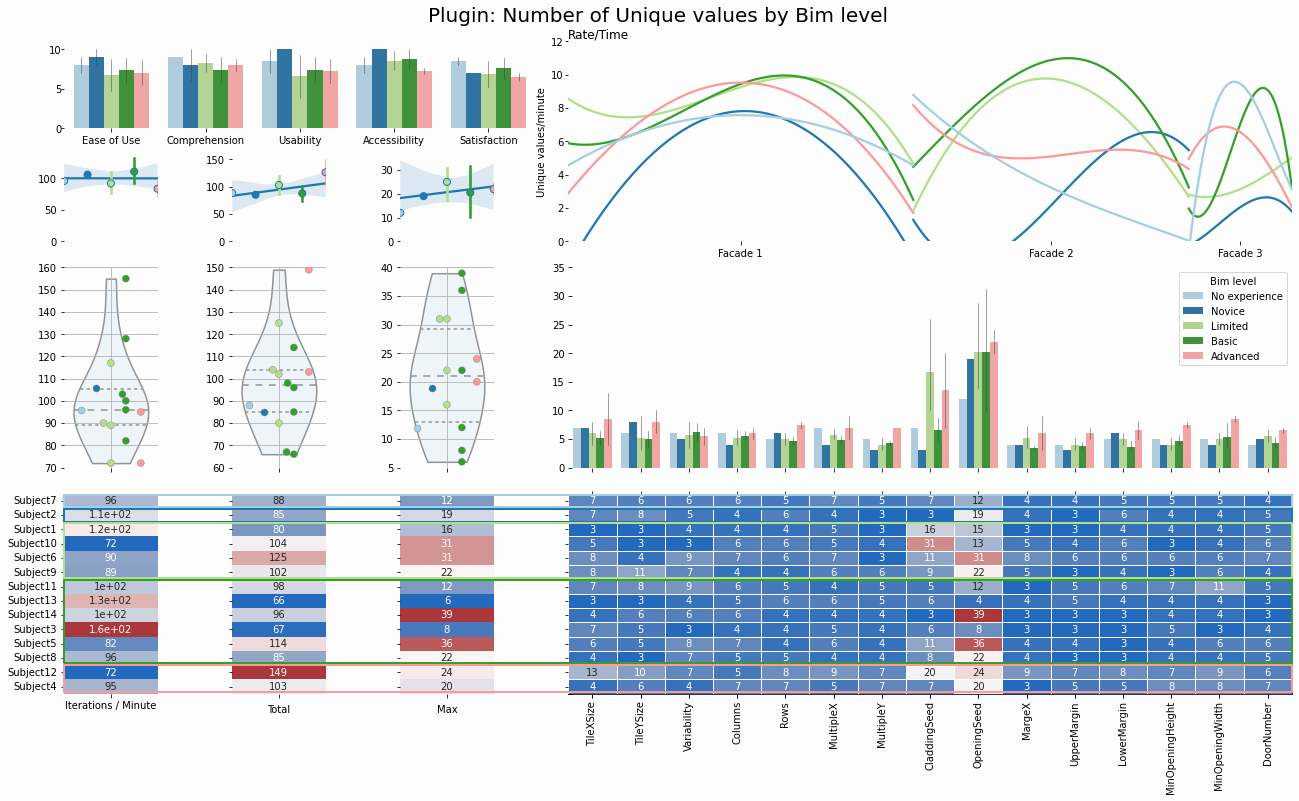 Plugin: Number of Unique values by Bim level
Rate/Time
10
5
0
Ease of Use Comprehension Usability Accessibility Satisfaction
Unique values/minute
12
10
8
6
4
2
0
Facade 1 Facade 2 Facade 3
100
50
0
150
100
50
0
30
20
10
0
160
150
140
130
120
110
100
90
80
70
150
140
130
120
110
100
90
80
70
60
40
35
30
25
20
15
10
5
35
30
25
20
15
10
5
0
Bim level
No experience
Novice
Limited
Basic
Advanced
Subject7 96 88 12 7 7 6 6 6 5 7 5 7 12 4 4 5 5 5 4
Subject2 1.1e+02 85 19 7 8 5 4 6 4 3 3 19 4 3 6 4 4 5
Subject1 1.2e+02 80 16 3 3 4 4 4 5 3 16 15 3 3 4 4 4 5
Subject10 72 104 31 5 3 3 6 6 5 4 31 13 5 4 6 3 4 6
Subject6 90 125 31 8 4 9 7 6 7 3 11 31 8 6 6 6 6 7
Subject9 89 102 22 8 11 7 4 4 6 6 9 22 5 3 4 3 6 4
Subject11 1e+02 98 12 7 8 9 6 5 4 5 6 12 3 5 6 7 11 5
Subject13 1.3e+02 66 6 3 3 4 5 6 6 5 6 4 4 5 4 4 4 3
Subject14 1e+02 96 39 4 6 6 6 4 4 4 3 39 3 3 4 4 4 3
Subject3 1.6e+02 67 8 7 5 3 4 4 5 4 6 8 3 3 3 5 3 4
Subject5 82 114 36 6 5 8 7 4 6 4 11 36 4 4 3 4 6 6
Subject8 96 85 22 4 3 7 5 5 4 4 8 22 4 3 3 4 4 5
Subject12 72 149 24 13 10 7 5 8 9 7 20 24 9 7 8 7 9 6
Subject4 95 103 20 4 6 4 7 7 5 7 7 20 3 5 5 8 8 7
Iterations / Minute Total Max
TileXSize
TileYSize
Variability
Columns
Rows
MultipleX
MultipleY
CladdingSeed
OpeningSeed
MargeX
UpperMargin
LowerMargin
MinOpeningHeight
MinOpeningWidth
DoorNumber